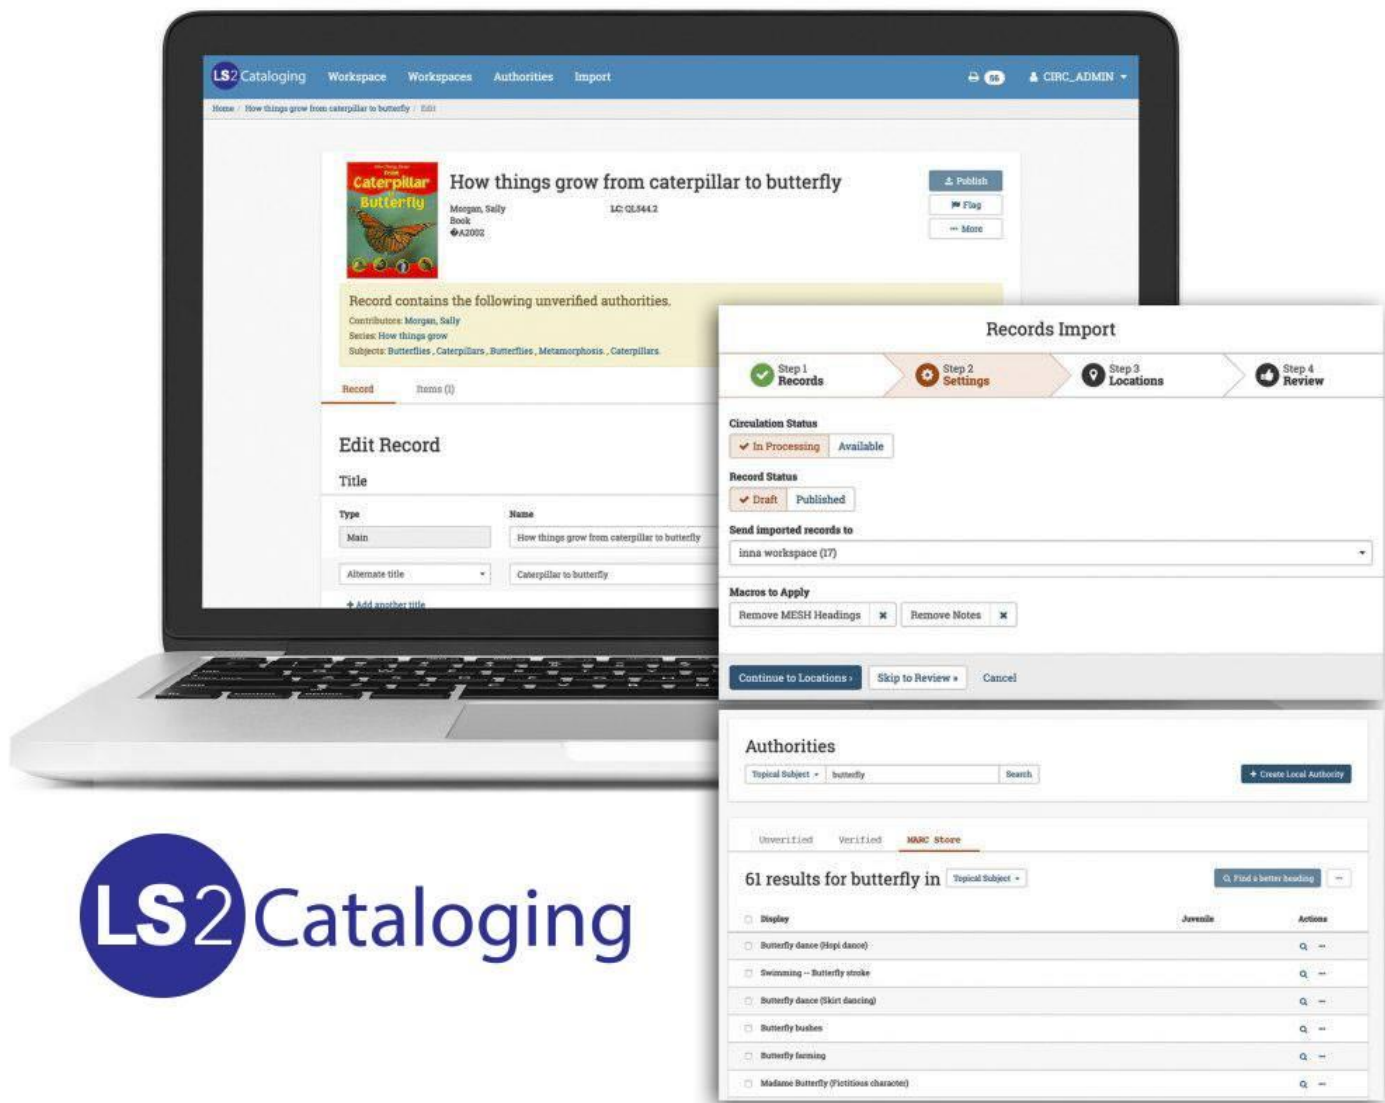 LS2 Cataloging Workspace Workspaces Authorities Import 56 CIRC_ADMIN
Home / How things grow from caterpillar to butterfly / Edit
from
Caterpillar
Butterfly
How things grow from caterpillar to butterfly
Morgan, Sally LC: QL544.2
Book
�A2002
Publish
Flag
More
Record contains the following unverified authorities.
Contributors: Morgan, Sally
Series: How things grow
Subjects: Butterflies , Caterpillars , Butterflies , Metamorphosis. , Caterpillars.
Record Items (1)
Edit Record
Title
Type Name
Main How things grow from caterpillar to butterfly
Alternate title Caterpillar to butterfly
+ Add another title
control option
Records Import
Step 1
Records
Step 2
Settings
Step 3
Locations
Step 4
Review
Circulation Status
In Processing Available
Record Status
Draft Published
Send imported records to
inna workspace (17)
Macros to Apply
Remove MESH Headings Remove Notes
Continue to Locations › Skip to Review » Cancel
Authorities
Topical Subject butterfly Search + Create Local Authority
Unverified Verified MARC Store
61 results for butterfly in Topical Subject Find a better heading
Display Juvenile Actions
Butterfly dance (Hopi dance)
Swimming -- Butterfly stroke
Butterfly dance (Skirt dancing)
Butterfly bushes
Butterfly farming
Madame Butterfly (Fictitious character)
LS2 Cataloging